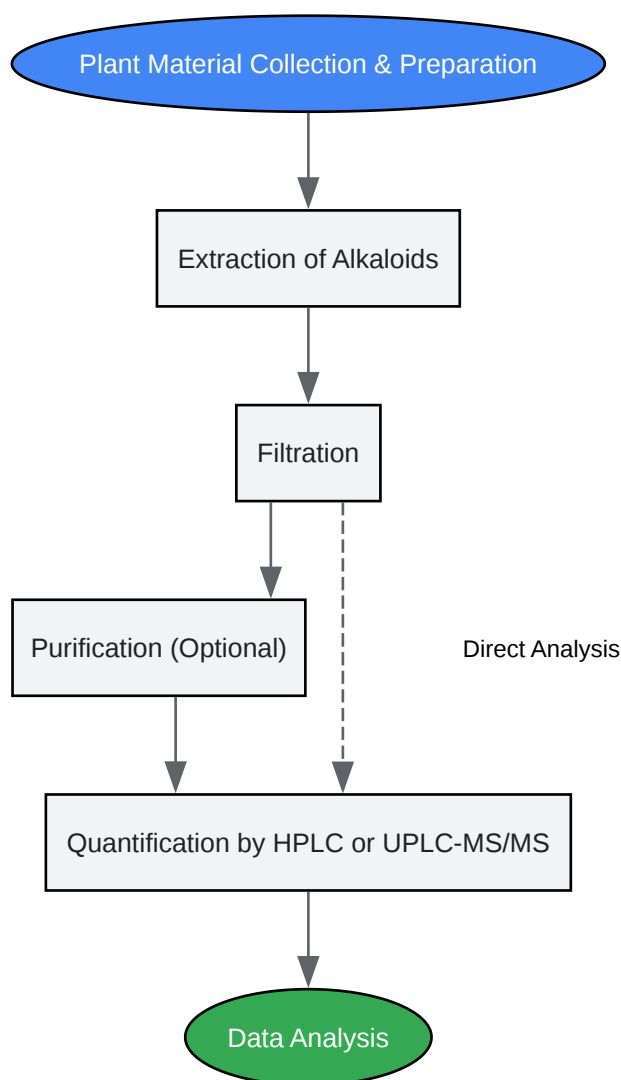 Plant Material Collection & Preparation
Extraction of Alkaloids
Filtration
Purification (Optional)
Direct Analysis
Quantification by HPLC or UPLC-MS/MS
Data Analysis